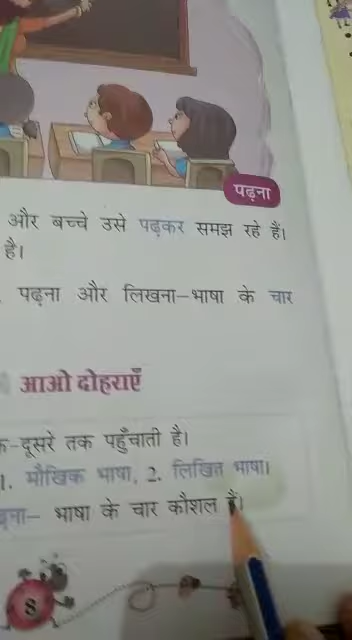 पढ़ना
और बच्चे उसे पढ़कर समझ रहे हैं।
है।
पढ़ना और लिखना-भाषा के चार
आओ दोहराएँ
-दूसरे तक पहुँचाती है।
1. मौखिक भाषा, 2. लिखित भाषा।
भाषा के चार कौशल हैं।
8